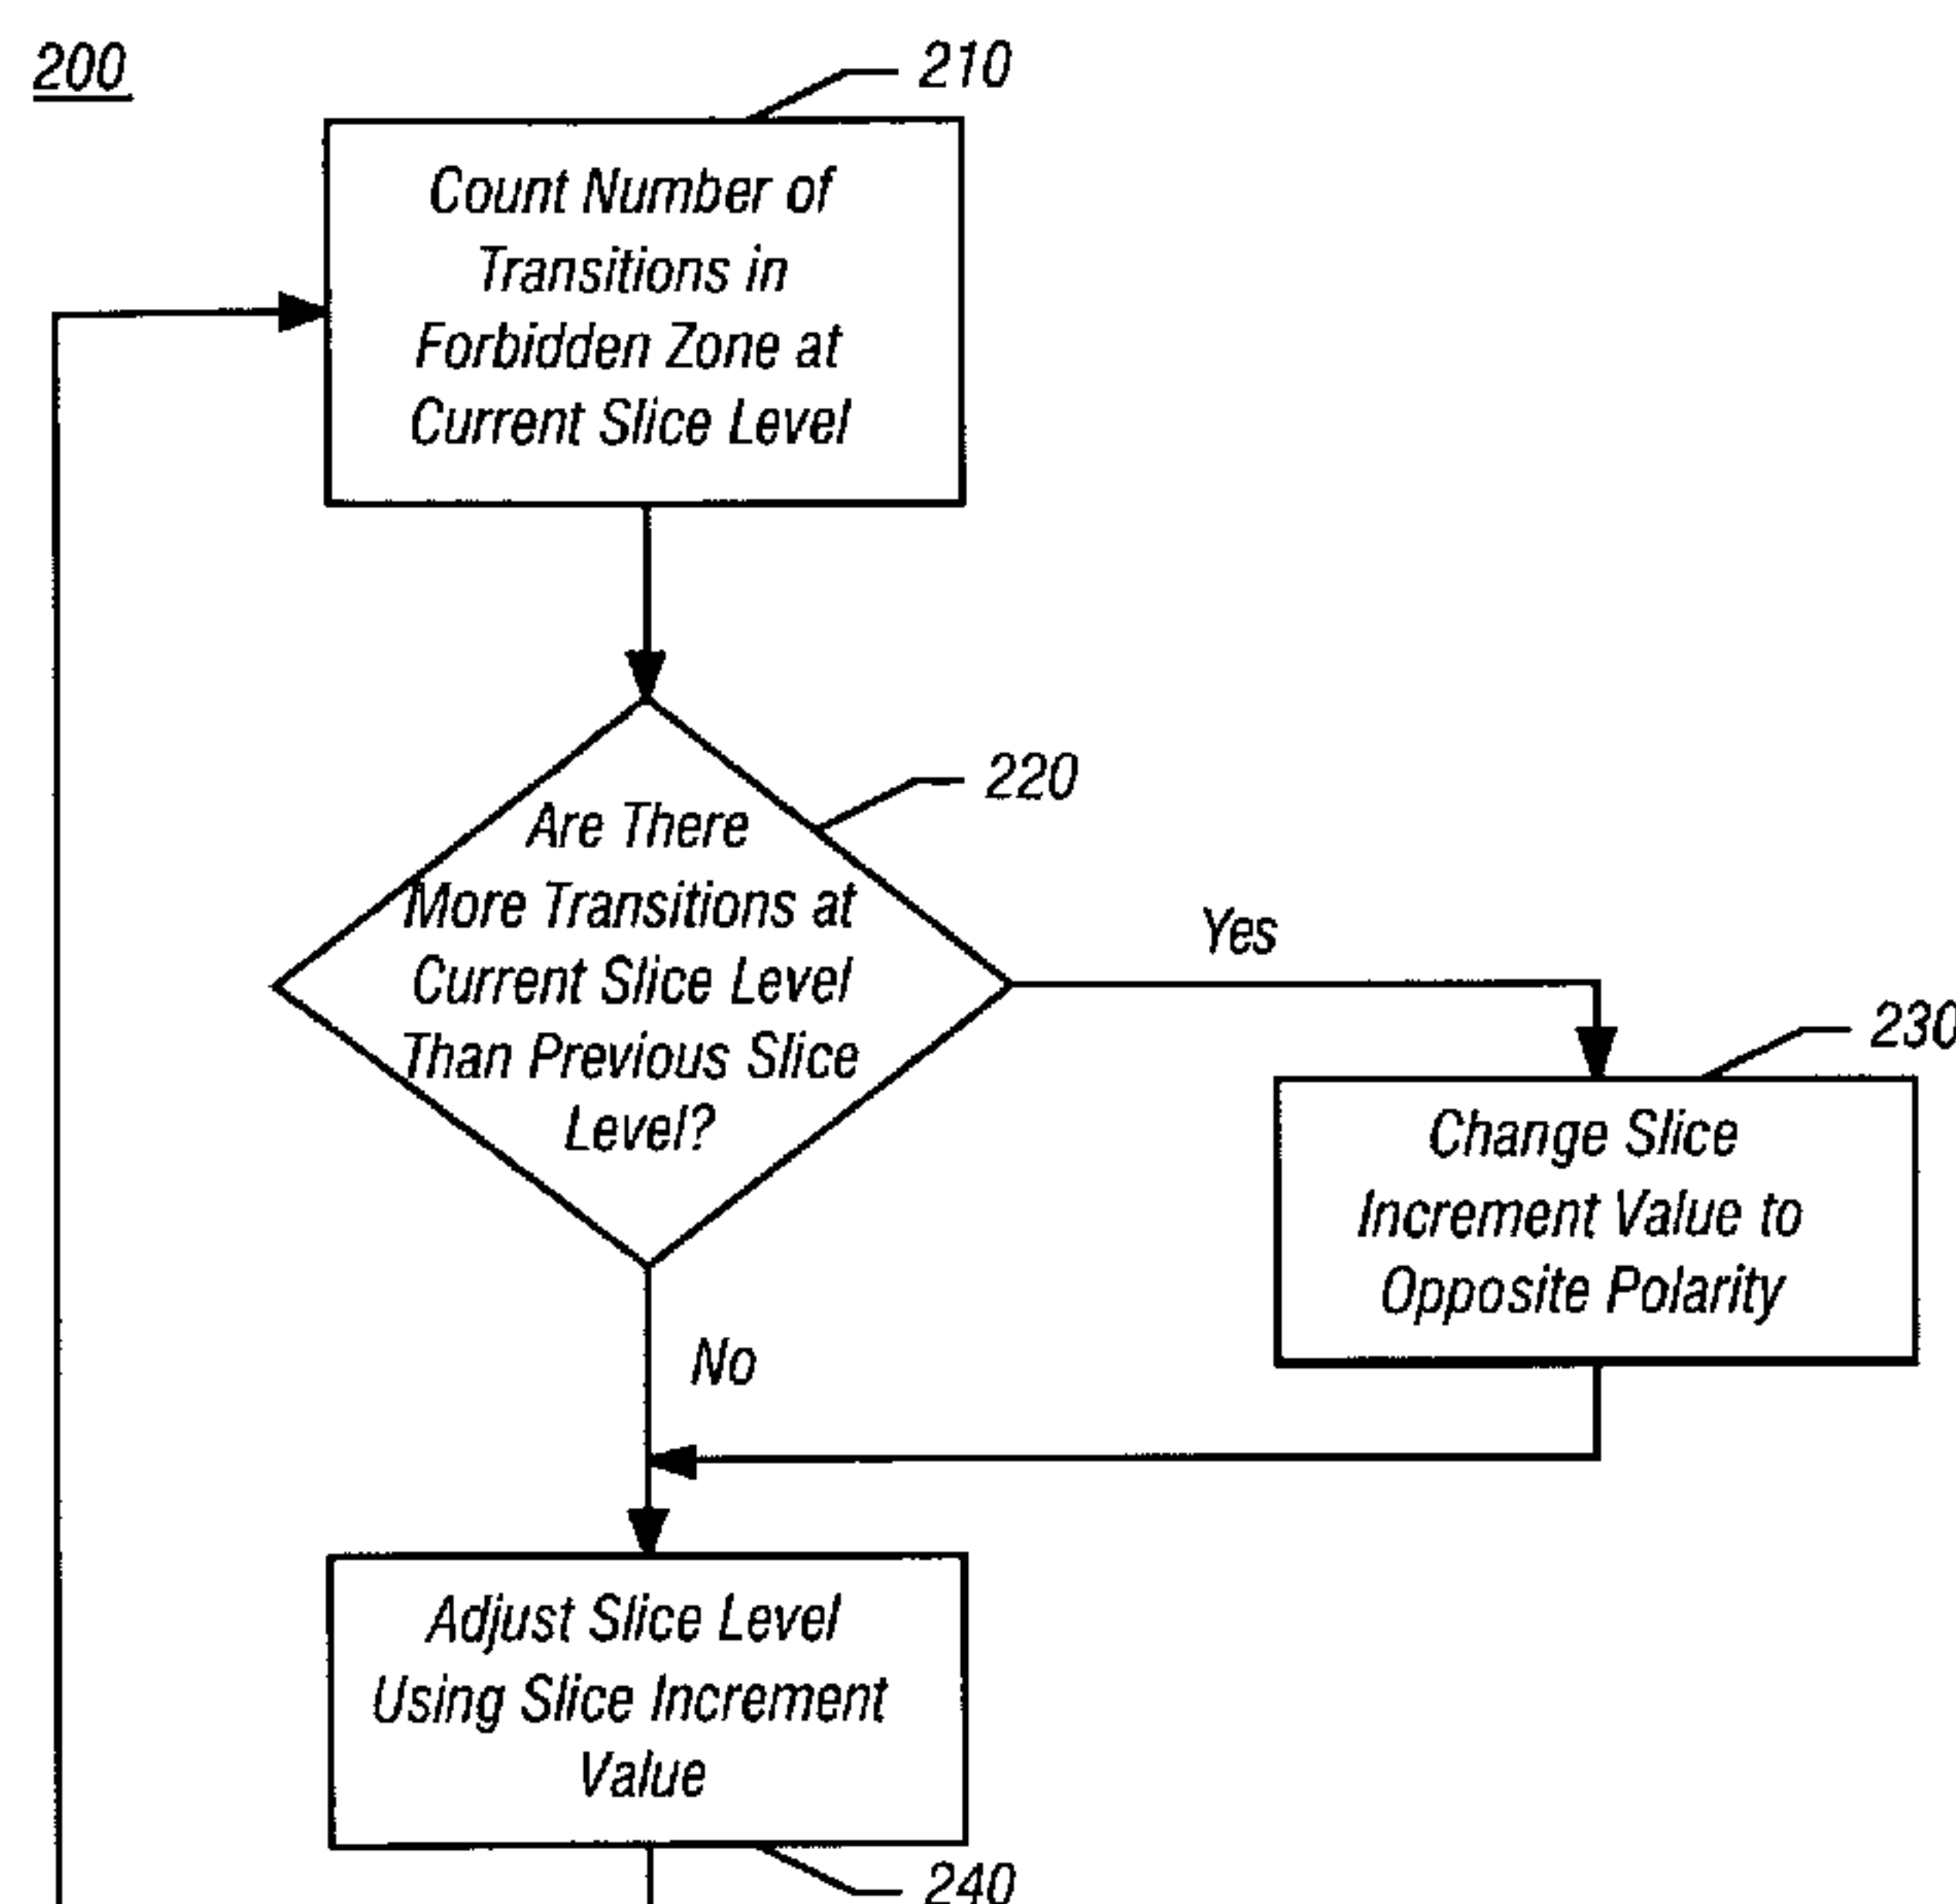 200
210
Count Number of
Transitions in
Forbidden Zone at
Current Slice Level
220
Are There
More Transitions at
Current Slice Level
Than Previous Slice
Level?
Yes
230
Change Slice
Increment Value to
Opposite Polarity
No
Adjust Slice Level
Using Slice Increment
Value
240